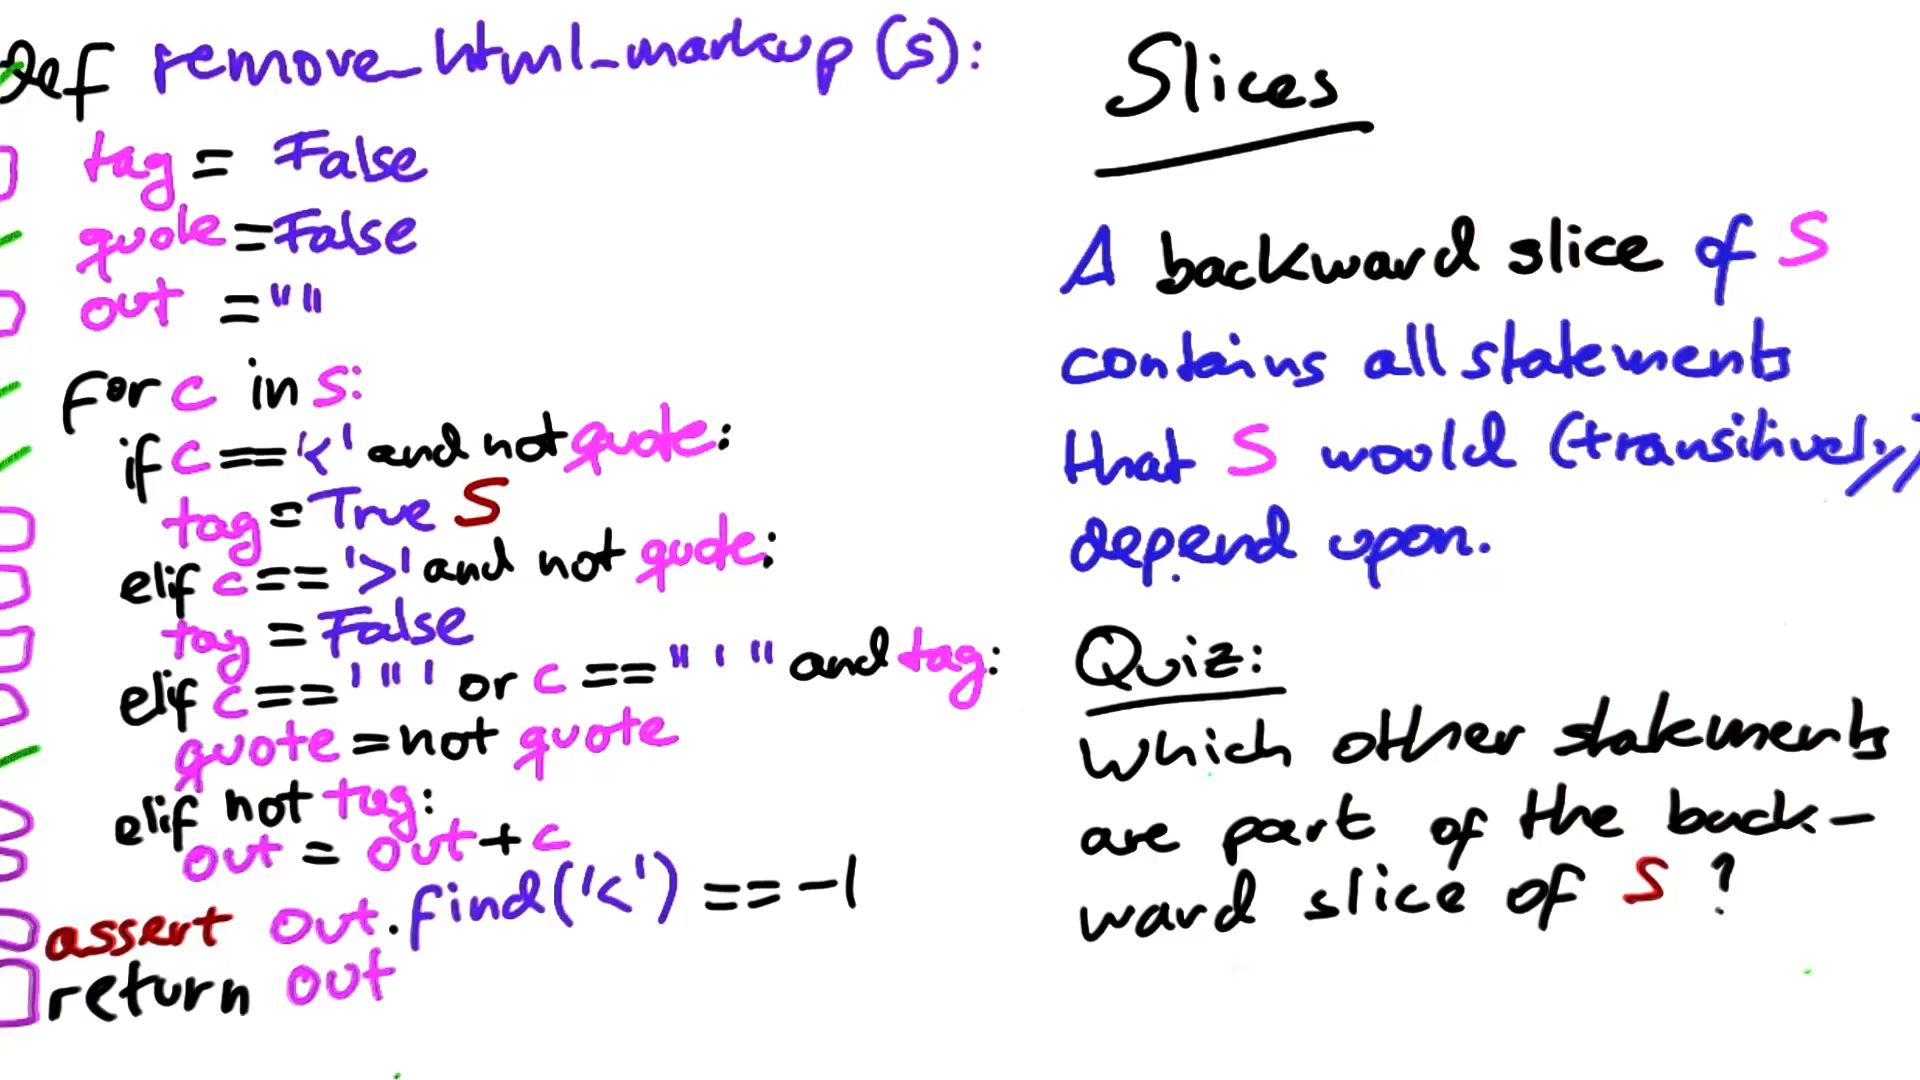 def remove_html_markup (s):
tag = False
quote = False
out = ""
for c in s:
if c == '<' and not quote:
tag = True S
elif c == '>' and not quote:
tag = False
elif c == '"' or c == "'" and tag:
quote = not quote
elif not tag:
out = out + c
assert out.find('<') == -1
return out
Slices
A backward slice of S
contains all statements
that S would (transitively)
depend upon.
Quiz:
Which other statements
are part of the back-
ward slice of S ?